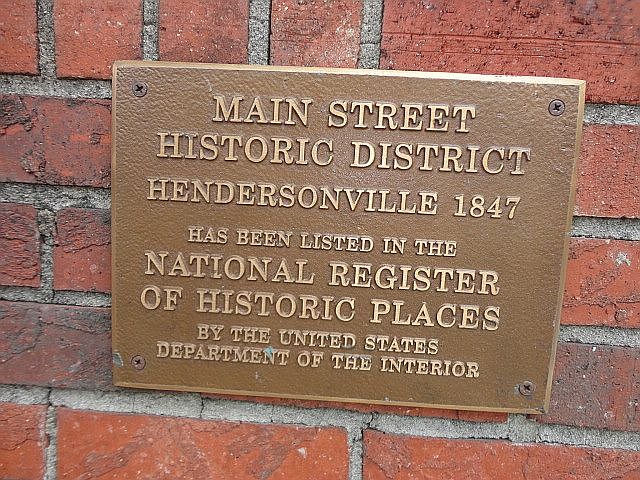 MAIN STREET
HISTORIC DISTRICT
HENDERSONVILLE 1847
HAS BEEN LISTED IN THE
NATIONAL REGISTER
OF HISTORIC PLACES
BY THE UNITED STATES
DEPARTMENT OF THE INTERIOR